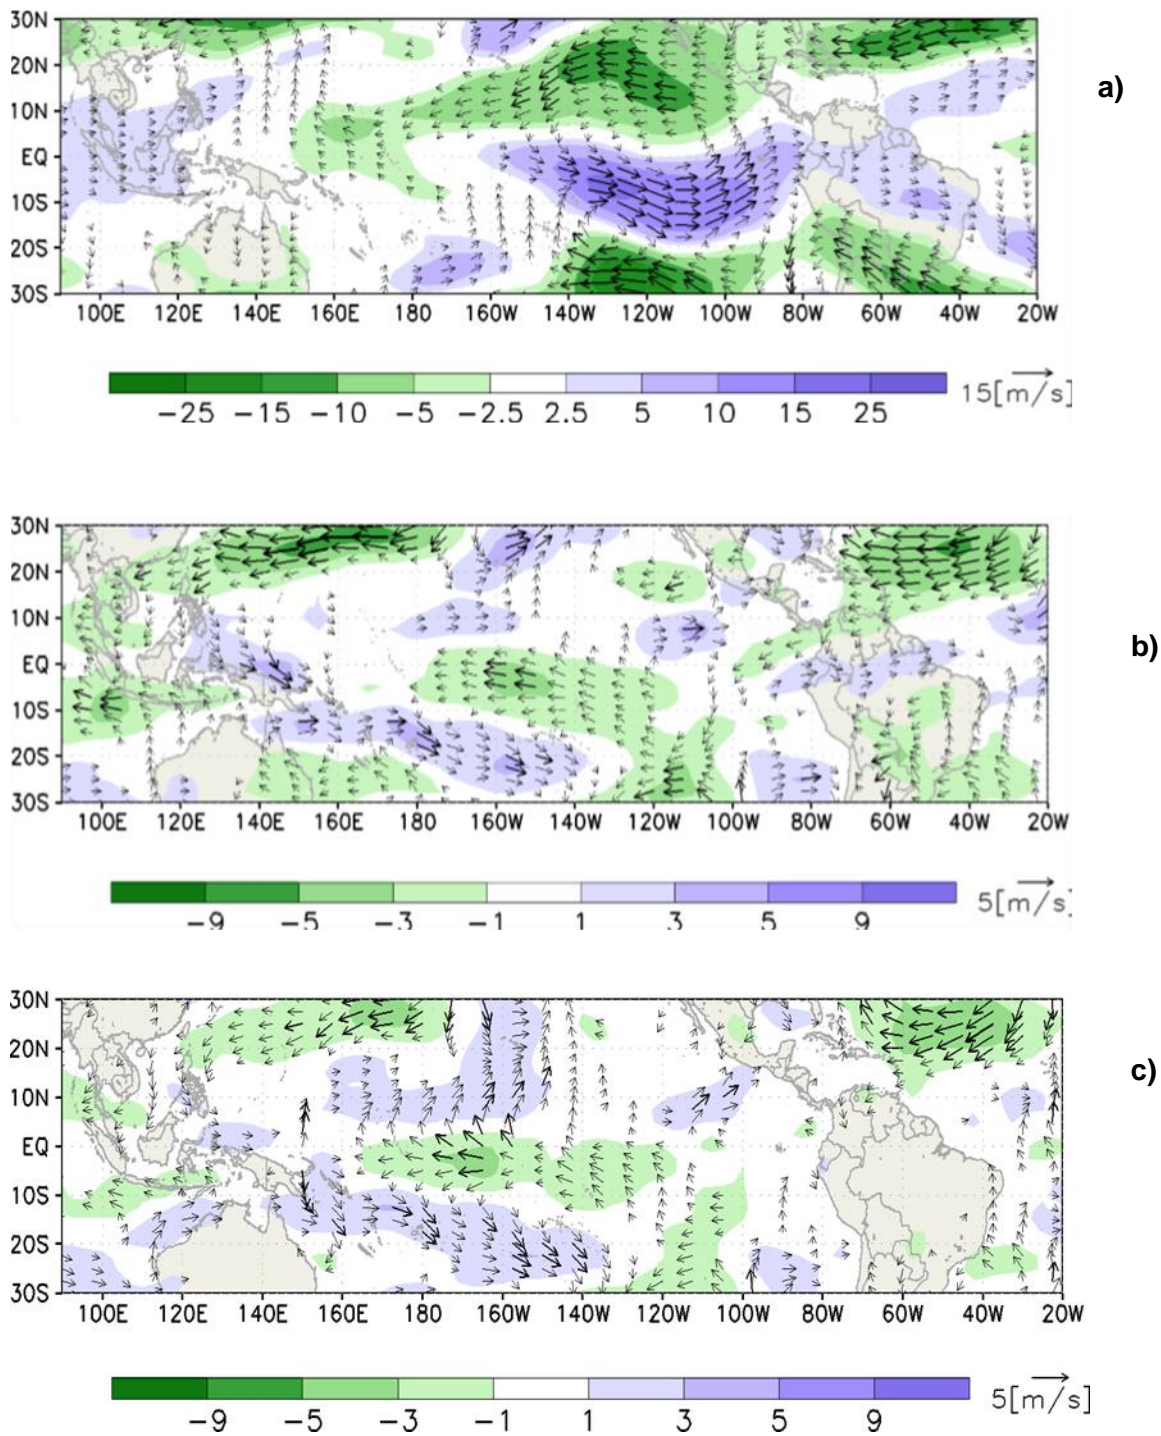 30N
20N
a)
10N
EQ
10S
20S
30S
100E 120E 140E 160E 180 160W 140W 120W 100W 80W 60W 40W 20W
−25 −15 −10 −5 −2.5 2.5 5 10 15 25 15[m/s]
30N
20N
10N
b)
EQ
10S
20S
30S
100E 120E 140E 160E 180 160W 140W 120W 100W 80W 60W 40W 20W
−9 −5 −3 −1 1 3 5 9 5[m/s]
30N
20N
c)
10N
EQ
10S
20S
30S
100E 120E 140E 160E 180 160W 140W 120W 100W 80W 60W 40W 20W
−9 −5 −3 −1 1 3 5 9 5[m/s]